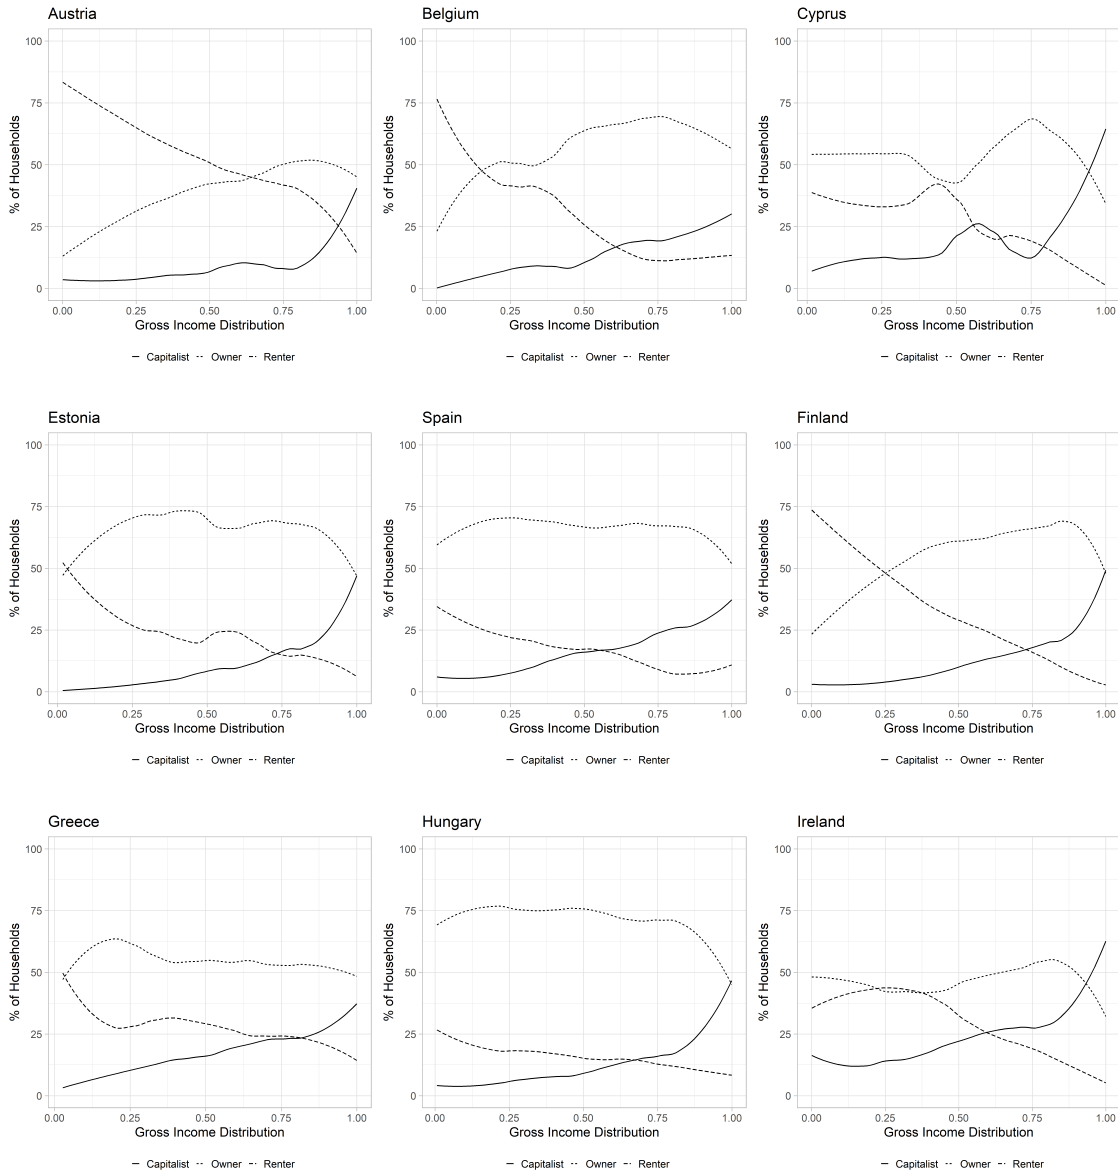 Austria
Belgium
Cyprus
% of Households
100
75
50
25
0
0.00 0.25 0.50 0.75 1.00
Gross Income Distribution
Capitalist Owner Renter
% of Households
100
75
50
25
0
0.00 0.25 0.50 0.75 1.00
Gross Income Distribution
Capitalist Owner Renter
% of Households
100
75
50
25
0
0.00 0.25 0.50 0.75 1.00
Gross Income Distribution
Capitalist Owner Renter
Estonia
Spain
Finland
% of Households
100
75
50
25
0
0.00 0.25 0.50 0.75 1.00
Gross Income Distribution
Capitalist Owner Renter
% of Households
100
75
50
25
0
0.00 0.25 0.50 0.75 1.00
Gross Income Distribution
Capitalist Owner Renter
% of Households
100
75
50
25
0
0.00 0.25 0.50 0.75 1.00
Gross Income Distribution
Capitalist Owner Renter
Greece
Hungary
Ireland
% of Households
100
75
50
25
0
0.00 0.25 0.50 0.75 1.00
Gross Income Distribution
Capitalist Owner Renter
% of Households
100
75
50
25
0
0.00 0.25 0.50 0.75 1.00
Gross Income Distribution
Capitalist Owner Renter
% of Households
100
75
50
25
0
0.00 0.25 0.50 0.75 1.00
Gross Income Distribution
Capitalist Owner Renter